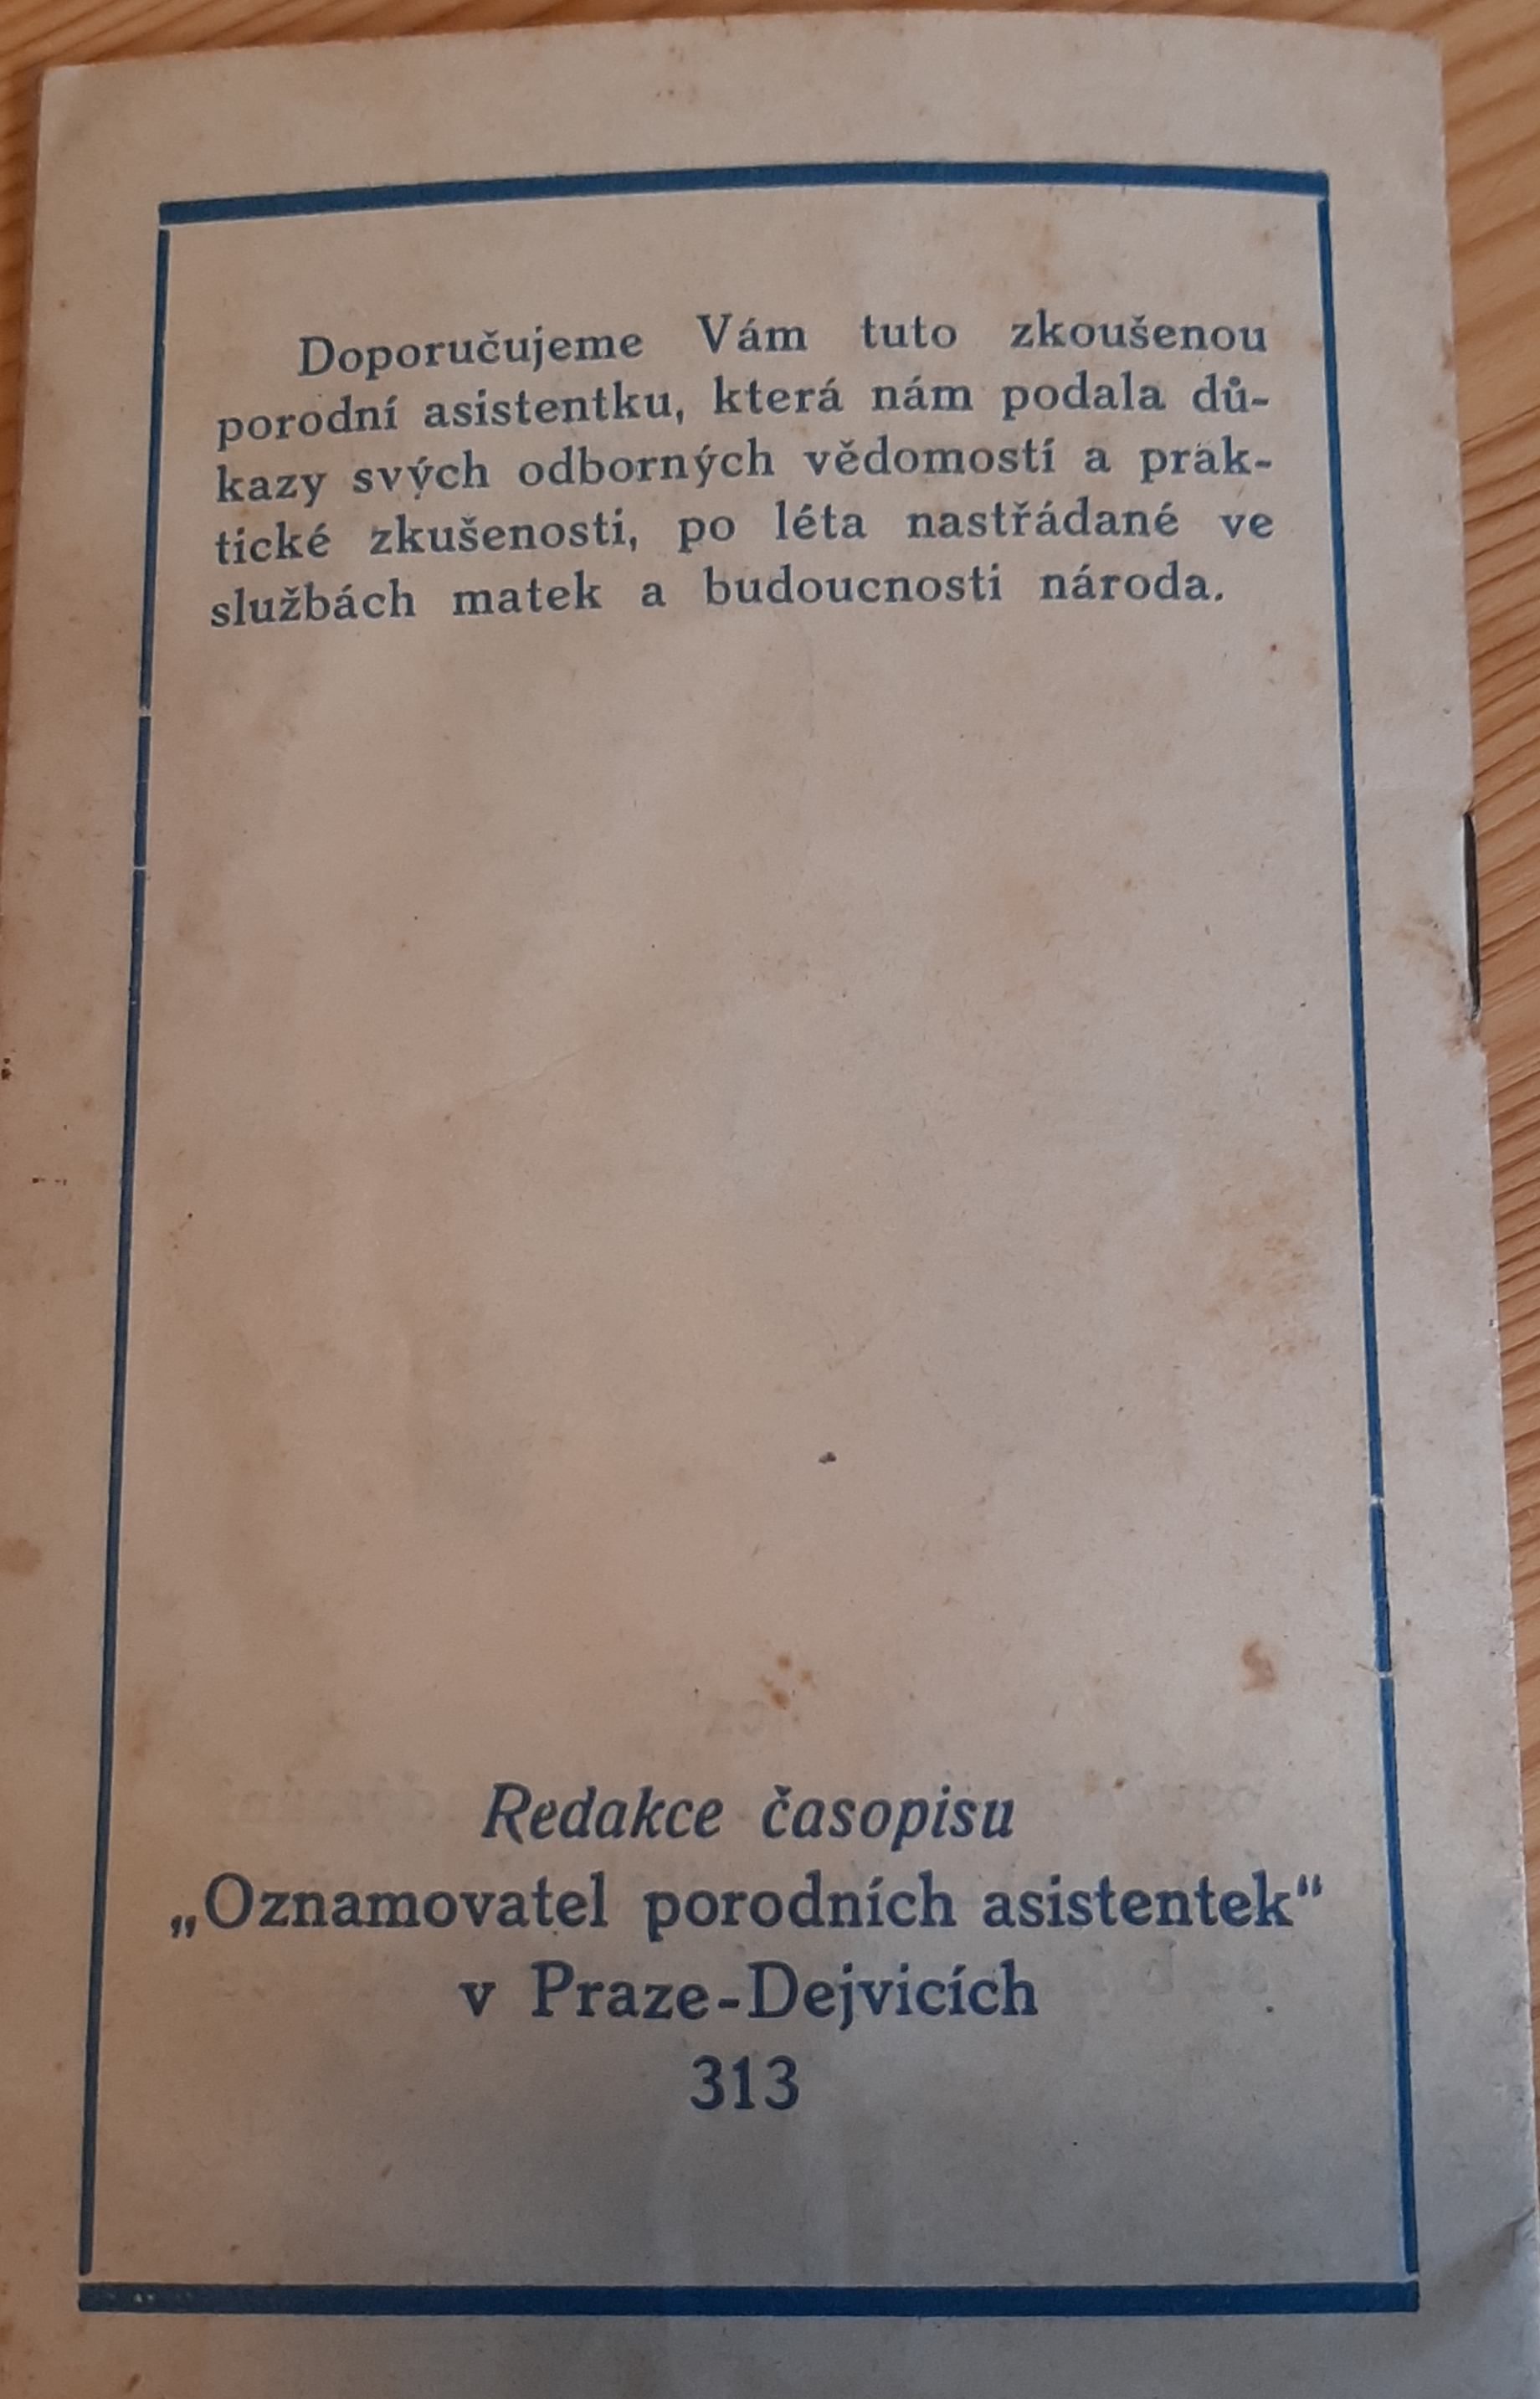 Doporučujeme Vám tuto zkoušenou
porodní asistentku, která nám podala dů-
kazy svých odborných vědomostí a prak-
tické zkušenosti, po léta nastřádané ve
službách matek a budoucnosti národa.
Redakce časopisu
„Oznamovatel porodních asistentek“
v Praze-Dejvicích
313